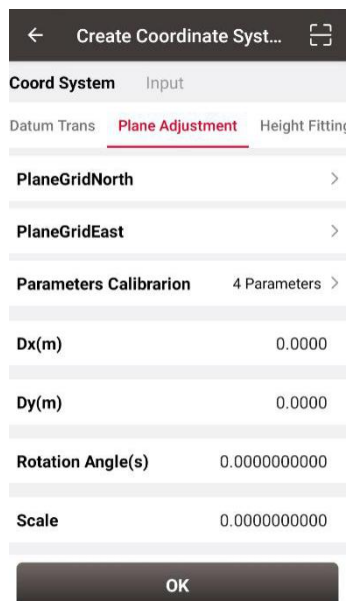 Create Coordinate Syst...
Coord System Input
Datum Trans Plane Adjustment Height Fitting
PlaneGridNorth
PlaneGridEast
Parameters Calibrarion 4 Parameters
Dx(m) 0.0000
Dy(m) 0.0000
Rotation Angle(s) 0.0000000000
Scale 0.0000000000
OK